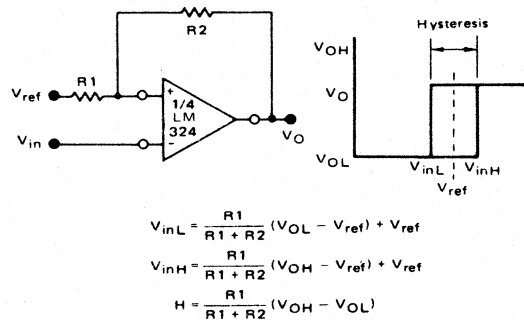 R2
Hysteresis
R1
Vref
+
1/4
LM
324
-
Vin
VO
VOH
VO
VOL
VinL
VinH
Vref
VinL = R1 / (R1 + R2) (VOL − Vref) + Vref
VinH = R1 / (R1 + R2) (VOH − Vref) + Vref
H = R1 / (R1 + R2) (VOH − VOL)